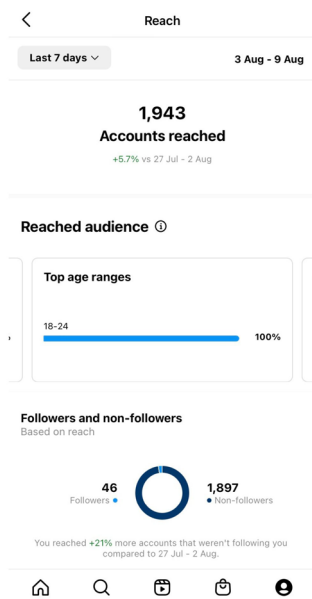 Reach
Last 7 days
3 Aug - 9 Aug
1,943
Accounts reached
+5.7% vs 27 Jul - 2 Aug
Reached audience
Top age ranges
18-24
100%
Followers and non-followers
Based on reach
46
Followers
1,897
Non-followers
You reached +21% more accounts that weren't following you
compared to 27 Jul - 2 Aug.